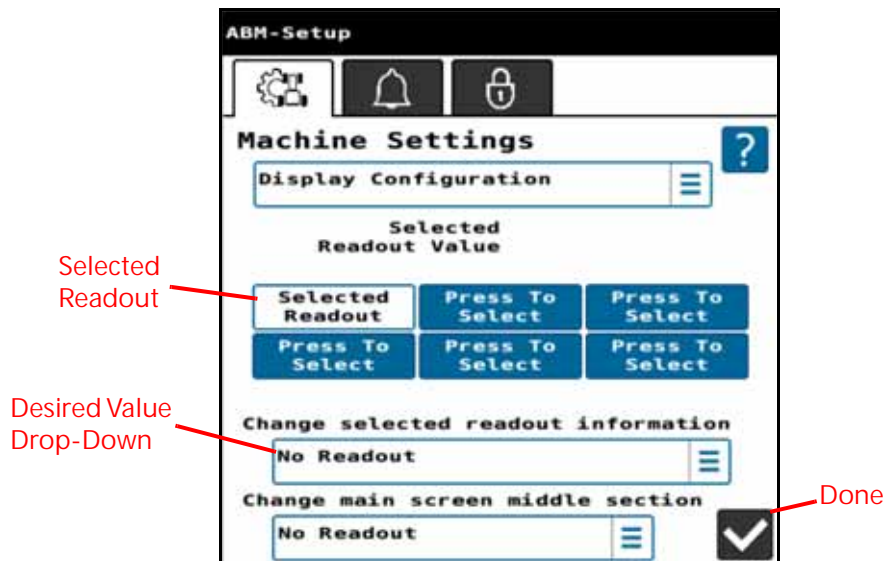 ABM-Setup
1
Machine Settings
?
Display Configuration
Selected
Readout Value
Selected
Readout
Selected
Readout
Press To
Select
Press To
Select
Press To
Select
Press To
Select
Press To
Select
Desired Value
Drop-Down
Change selected readout information
No Readout
Change main screen middle section
Done
No Readout